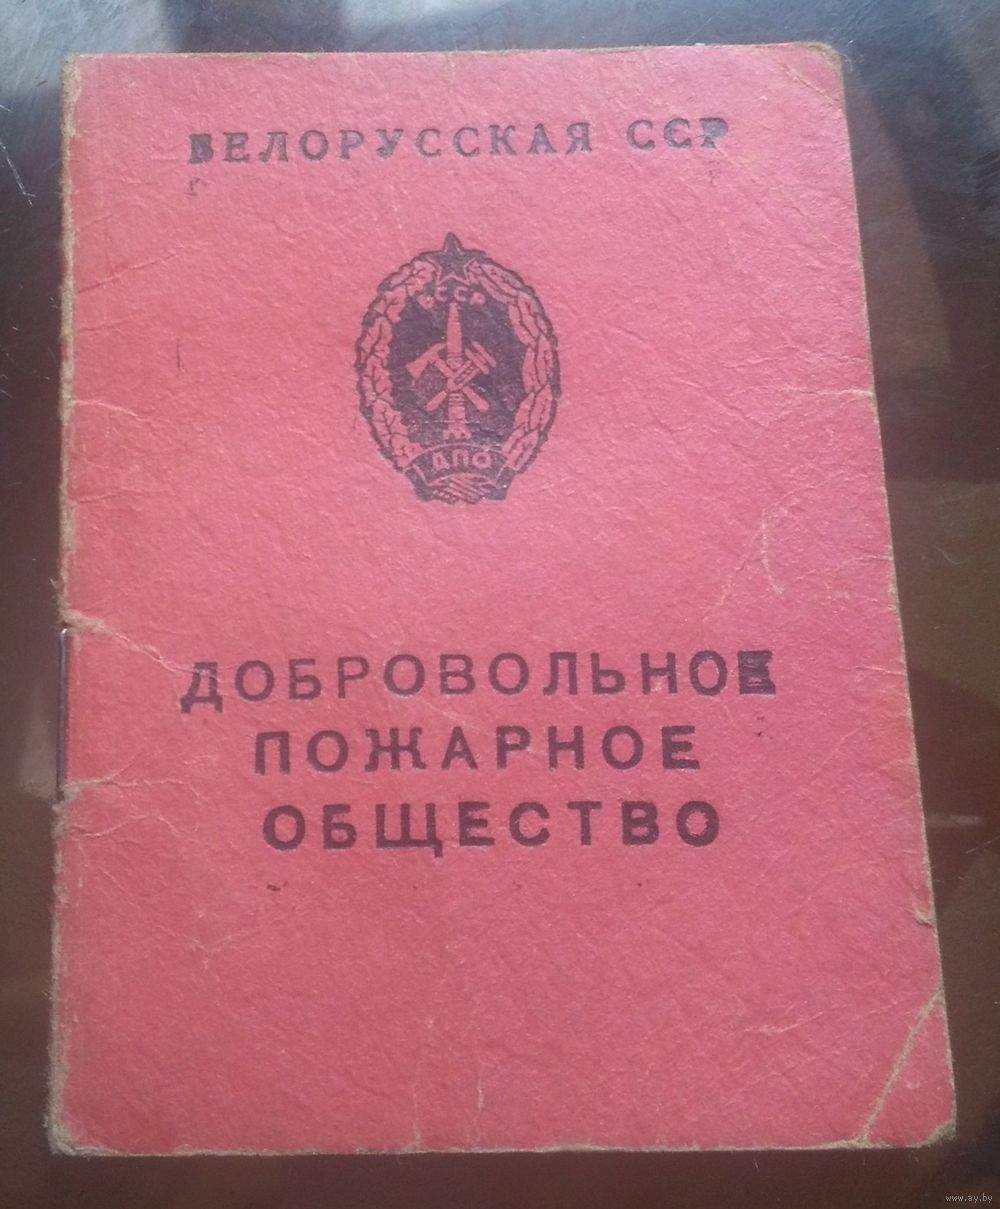 БЕЛОРУССКАЯ ССР
БССР
ДПО
ДОБРОВОЛЬНОЕ
ПОЖАРНОЕ
ОБЩЕСТВО
www.ay.by